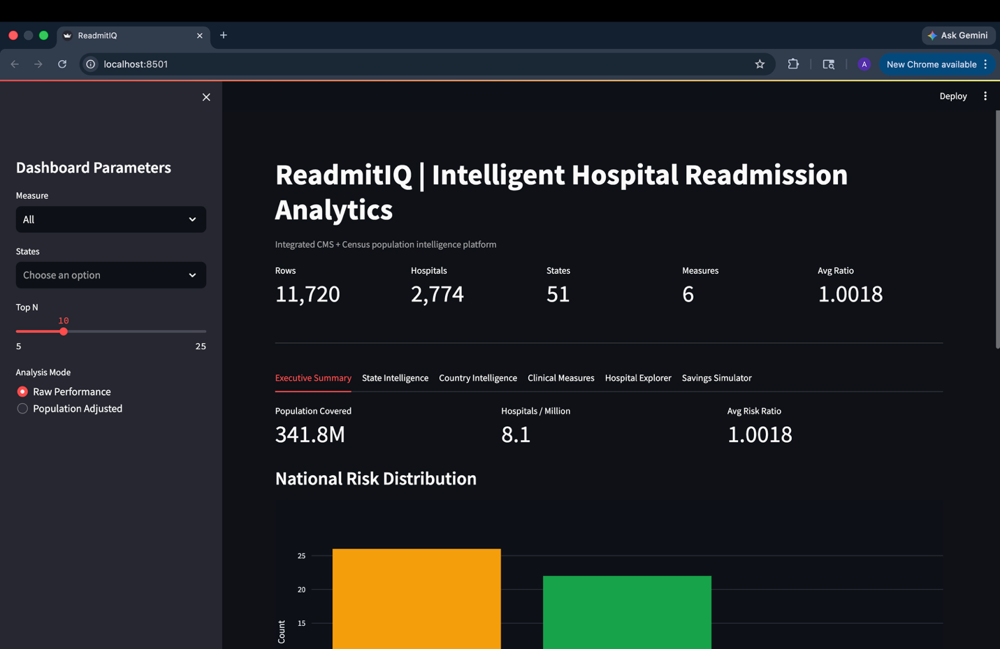 ReadmitIQ
Ask Gemini
localhost:8501
A
New Chrome available
Deploy
Dashboard Parameters
Measure
All
States
Choose an option
Top N
10
5
25
Analysis Mode
Raw Performance
Population Adjusted
ReadmitIQ | Intelligent Hospital Readmission
Analytics
Integrated CMS + Census population intelligence platform
Rows
Hospitals
States
Measures
Avg Ratio
11,720
2,774
51
6
1.0018
Executive Summary
State Intelligence
Country Intelligence
Clinical Measures
Hospital Explorer
Savings Simulator
Population Covered
Hospitals / Million
Avg Risk Ratio
341.8M
8.1
1.0018
National Risk Distribution
25
20
15
Count